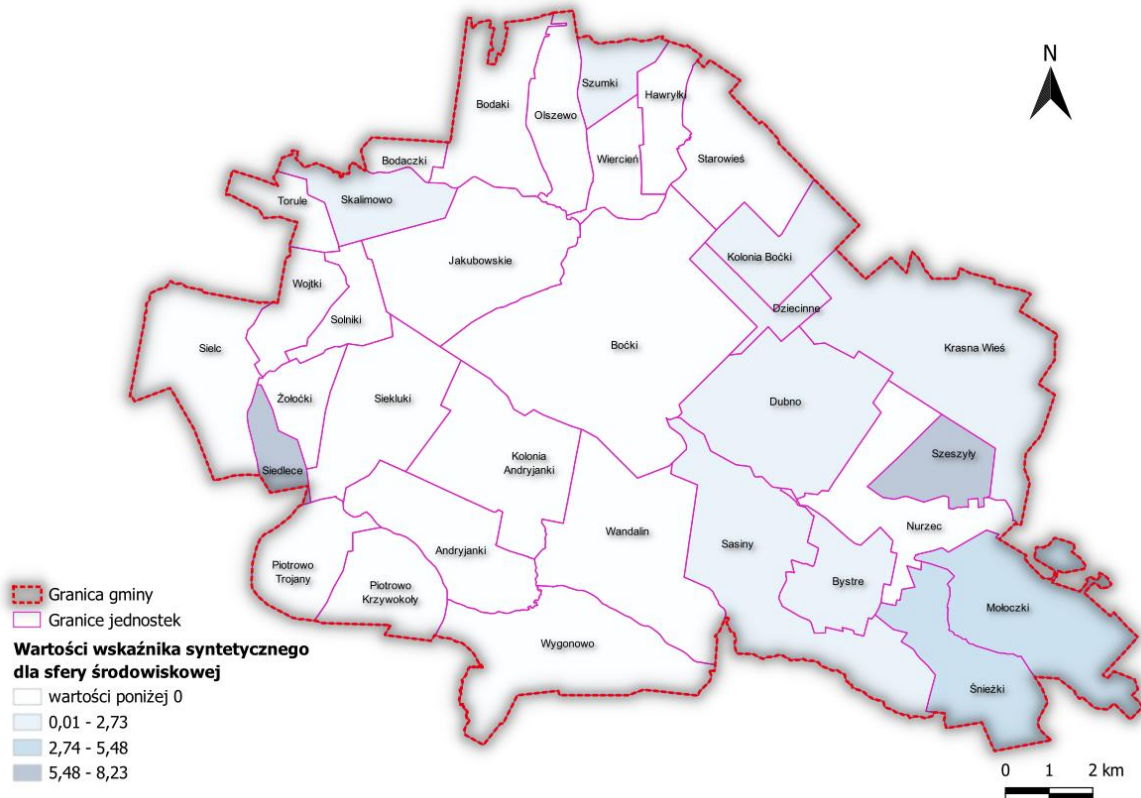 N
Szumki
Bodaki
Olszewo
Hawryłki
Bodaczki
Wiercień
Starowieś
Torule
Skalimowo
Jakubowskie
Kolonia Boćki
Wojtki
Dziecinne
Solniki
Sielc
Boćki
Krasna Wieś
Żołoćki
Siekluki
Dubno
Kolonia
Andryjanki
Siedlece
Szeszyły
Nurzec
Wandalin
Sasiny
Andryjanki
Piotrowo
Trojany
Piotrowo
Krzywokoły
Bystre
Mołoczki
Wygonowo
Śnieżki
Granica gminy
Granice jednostek
Wartości wskaźnika syntetycznego
dla sfery środowiskowej
wartości poniżej 0
0,01 - 2,73
2,74 - 5,48
5,48 - 8,23
0 1 2 km